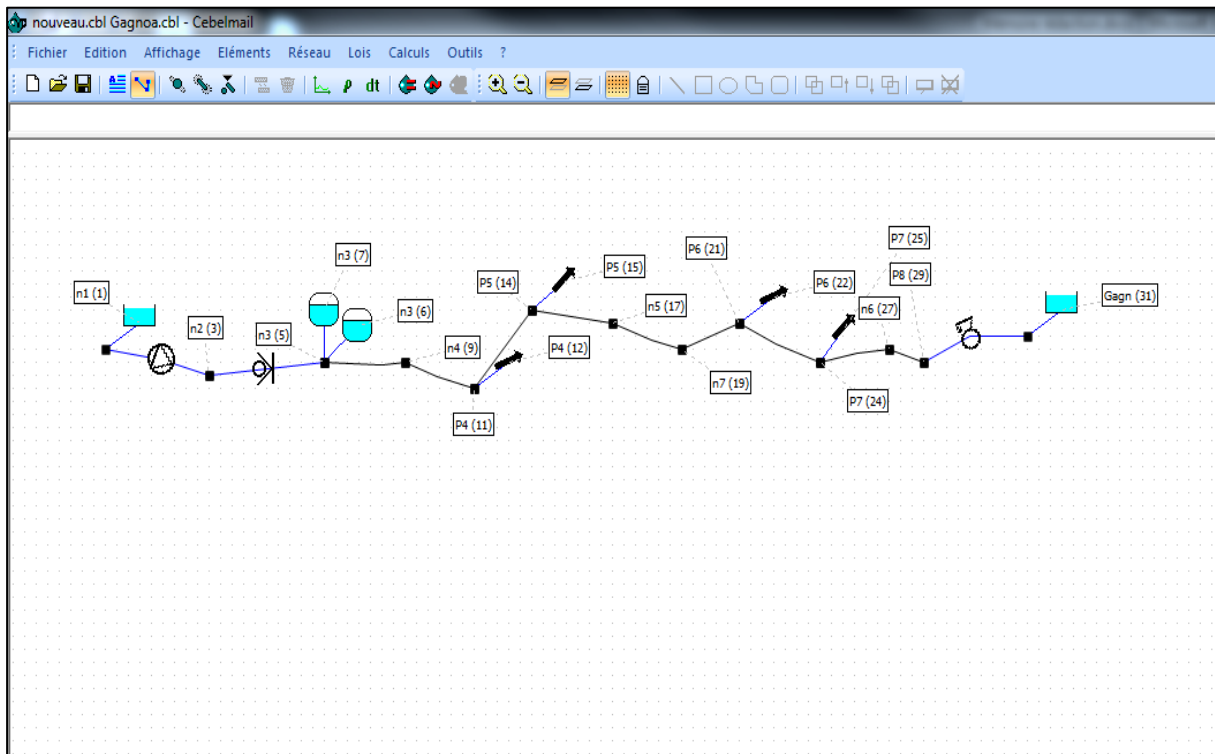 nouveau.cbl Gagnoa.cbl - Cebelmail
Fichier Edition Affichage Eléments Réseau Lois Calculs Outils ?
ρ dt
n1 (1)
n2 (3)
n3 (5)
n3 (7)
n3 (6)
n4 (9)
P4 (11)
P4 (12)
P5 (14)
P5 (15)
n5 (17)
n7 (19)
P6 (21)
P6 (22)
P7 (24)
P7 (25)
n6 (27)
P8 (29)
Gagn (31)